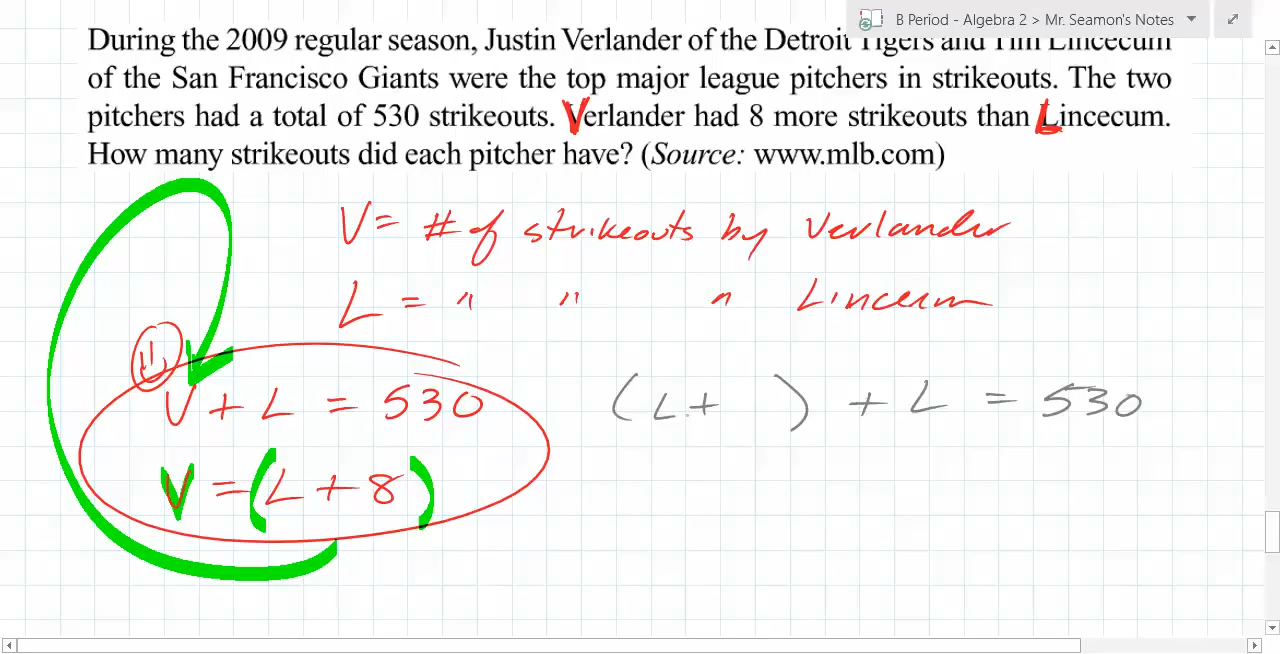 B Period - Algebra 2 > Mr. Seamon's Notes
During the 2009 regular season, Justin Verlander of the Detroit Tigers and Tim Lincecum
of the San Francisco Giants were the top major league pitchers in strikeouts. The two
pitchers had a total of 530 strikeouts. Verlander had 8 more strikeouts than Lincecum.
How many strikeouts did each pitcher have? (Source: www.mlb.com)
V = # of strikeouts by Verlander
L = " " " Lincecum
V + L = 530 (L + ) + L = 530
V = (L + 8)